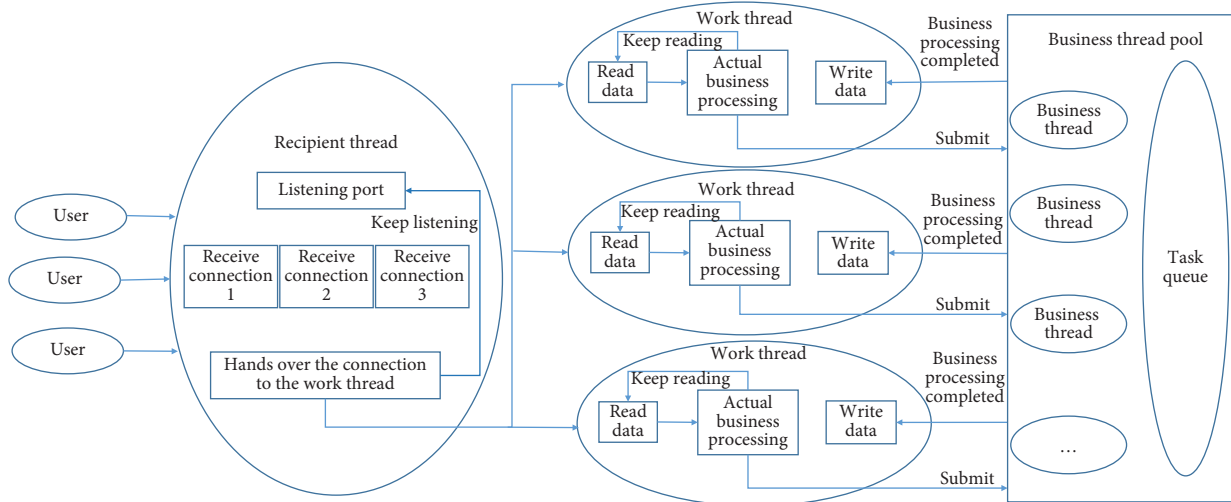 User
User
User
Recipient thread
Listening port
Keep listening
Receive
connection
1
Receive
connection
2
Receive
connection
3
Hands over the connection
to the work thread
Work thread
Keep reading
Read
data
Actual
business
processing
Write
data
Business
processing
completed
Submit
Work thread
Keep reading
Read
data
Actual
business
processing
Write
data
Business
processing
completed
Submit
Work thread
Keep reading
Read
data
Actual
business
processing
Write
data
Business
processing
completed
Submit
Business thread pool
Business
thread
Business
thread
Business
thread
…
Task
queue